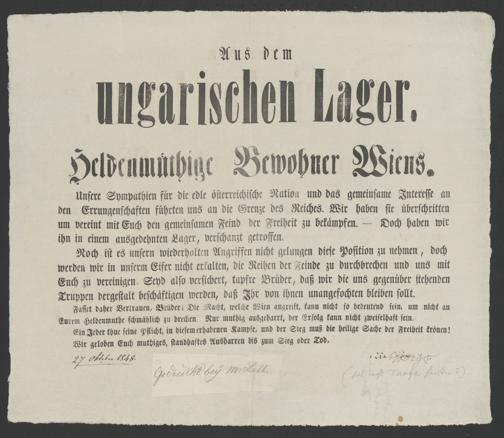 Aus dem
ungarischen Lager.
Heldenmüthige Bewohner Wiens.
Unsere Sympathien für die edle österreichische Nation und das gemeinsame Interesse an
den Errungenschaften führten uns an die Grenze des Reiches. Wir haben sie überschritten
um vereint mit Euch den gemeinsamen Feind der Freiheit zu bekämpfen. — Doch haben wir
ihn in einem ausgedehnten Lager, verschanzt getroffen.
Noch ist es unsern wiederholten Angriffen nicht gelungen diese Position zu nehmen, doch
werden wir in unserm Eifer nicht erkalten, die Reihen der Feinde zu durchbrechen und uns mit
Euch zu vereinigen. Seyd also versichert, tapfre Brüder, daß wir die uns gegenüber stehenden
Truppen dergestalt beschäftigen werden, daß Ihr von ihnen unangefochten bleiben sollt.
Fasset daher Vertrauen, Brüder: Die Macht, welche Wien angreift, kann nicht so bedeutend sein, um nicht an
Eurem Heldenmuthe schmählich zu brechen. Nur muthig ausgeharrt, der Erfolg kann nicht zweifelhaft sein.
Ein Jeder thue seine Pflicht, in diesem erhabenen Kampfe, und der Sieg muß die heilige Sache der Freiheit krönen!
Wir geloben Euch muthiges, standhaftes Ausharren bis zum Sieg oder Tod.
27 Oktober 1848.
Gedruckt bey